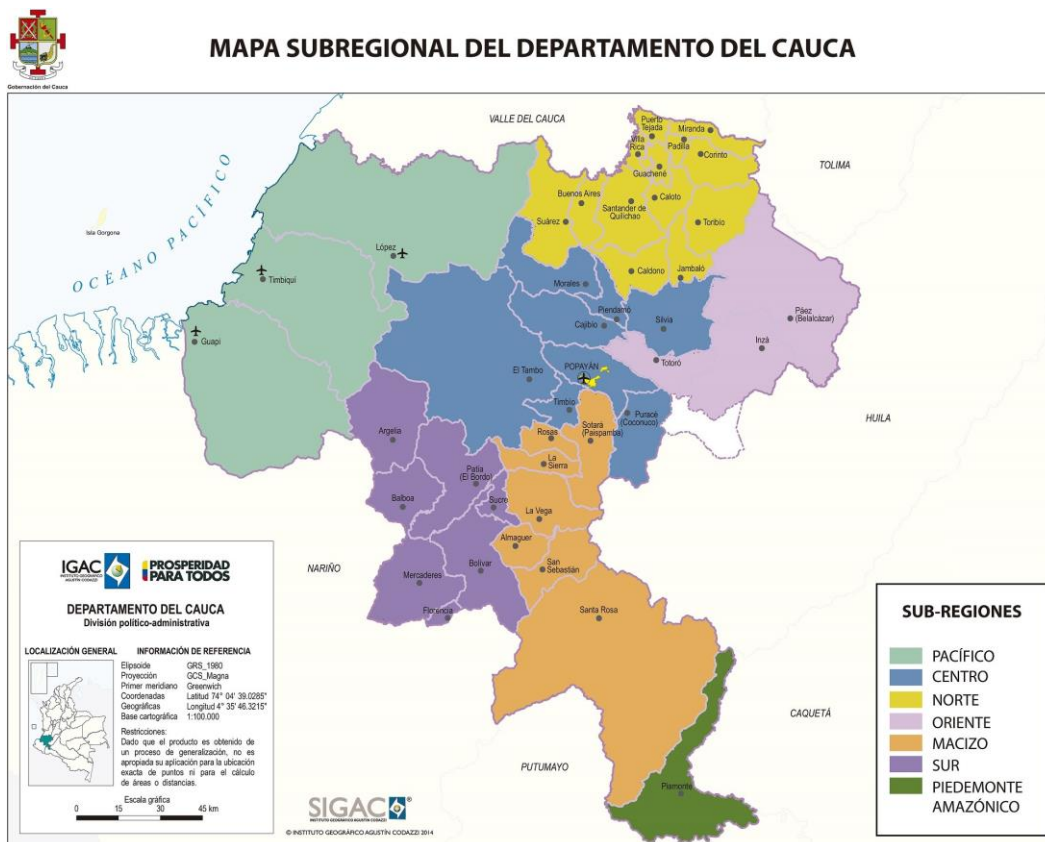 Gobernación del Cauca
MAPA SUBREGIONAL DEL DEPARTAMENTO DEL CAUCA
VALLE DEL CAUCA
TOLIMA
OCÉANO PACÍFICO
Isla Gorgona
Puerto
Tejada
Miranda
Villa
Rica
Padilla
Corinto
Guachené
Buenos Aires
Santander de
Quilichao
Caloto
Suárez
Toribío
López
Timbiquí
Caldono
Jambaló
Morales
Piendamó
Cajibío
Silvia
Páez
(Belalcázar)
Guapi
Inzá
Totoró
El Tambo
POPAYÁN
Timbío
Puracé
(Coconuco)
HUILA
Argelia
Rosas
Sotará
(Paispamba)
La
Sierra
Patía
(El Bordo)
Balboa
Sucre
La Vega
Almaguer
Bolívar
San
Sebastián
NARIÑO
Mercaderes
Florencia
Santa Rosa
CAQUETÁ
PUTUMAYO
Piamonte
IGAC
INSTITUTO GEOGRÁFICO
AGUSTÍN CODAZZI
PROSPERIDAD
PARA TODOS
DEPARTAMENTO DEL CAUCA
División político-administrativa
LOCALIZACIÓN GENERAL
INFORMACIÓN DE REFERENCIA
Elipsoide GRS_1980
Proyección GCS_Magna
Primer meridiano Greenwich
Coordenadas Latitud 74° 04' 39.0285"
Geográficas Longitud 4° 35' 46.3215"
Base cartográfica 1:100.000
Restricciones:
Dado que el producto es obtenido de
un proceso de generalización, no es
apropiada su aplicación para la ubicación
exacta de puntos ni para el cálculo
de áreas o distancias.
Escala gráfica
0 15 30 45 km
SIGAC®
INSTITUTO GEOGRÁFICO
AGUSTÍN CODAZZI
© INSTITUTO GEOGRÁFICO AGUSTÍN CODAZZI 2014
SUB-REGIONES
PACÍFICO
CENTRO
NORTE
ORIENTE
MACIZO
SUR
PIEDEMONTE
AMAZÓNICO